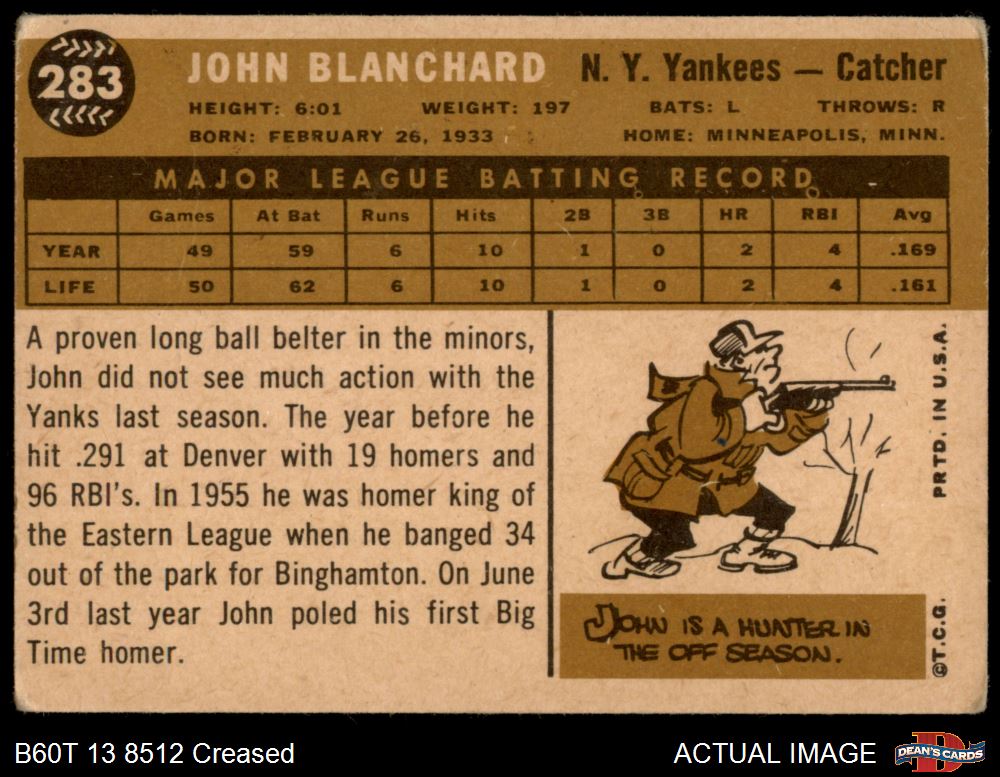 283
JOHN BLANCHARD N. Y. Yankees — Catcher
HEIGHT: 6:01 WEIGHT: 197 BATS: L THROWS: R
BORN: FEBRUARY 26, 1933 HOME: MINNEAPOLIS, MINN.
MAJOR LEAGUE BATTING RECORD
Games At Bat Runs Hits 2B 3B HR RBI Avg
YEAR 49 59 6 10 1 0 2 4 .169
LIFE 50 62 6 10 1 0 2 4 .161
A proven long ball belter in the minors,
John did not see much action with the
Yanks last season. The year before he
hit .291 at Denver with 19 homers and
96 RBI's. In 1955 he was homer king of
the Eastern League when he banged 34
out of the park for Binghamton. On June
3rd last year John poled his first Big
Time homer.
JOHN IS A HUNTER IN
THE OFF SEASON.
PRTD. IN U.S.A.
©T.C.G.
B60T 13 8512 Creased
ACTUAL IMAGE
DEAN'S CARDS